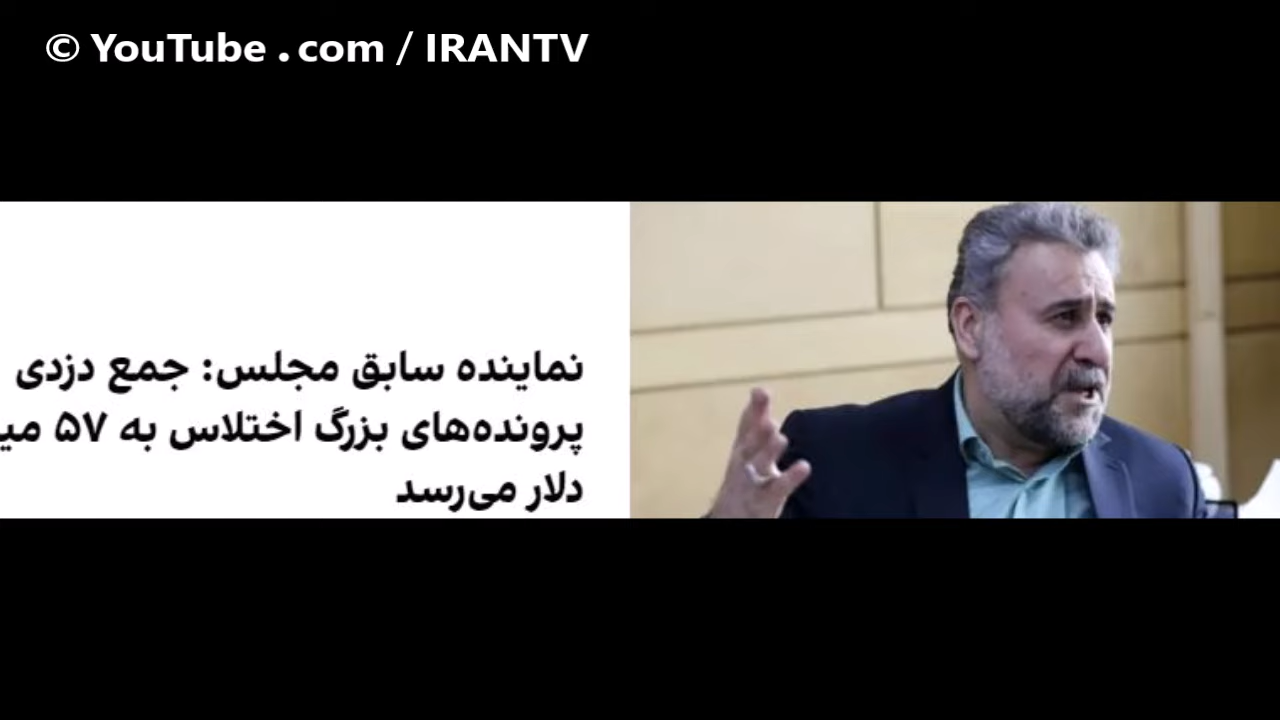 © YouTube . com / IRANTV
نماینده سابق مجلس: جمع دزدی
پرونده‌های بزرگ اختلاس به ۵۷
دلار می‌رسد